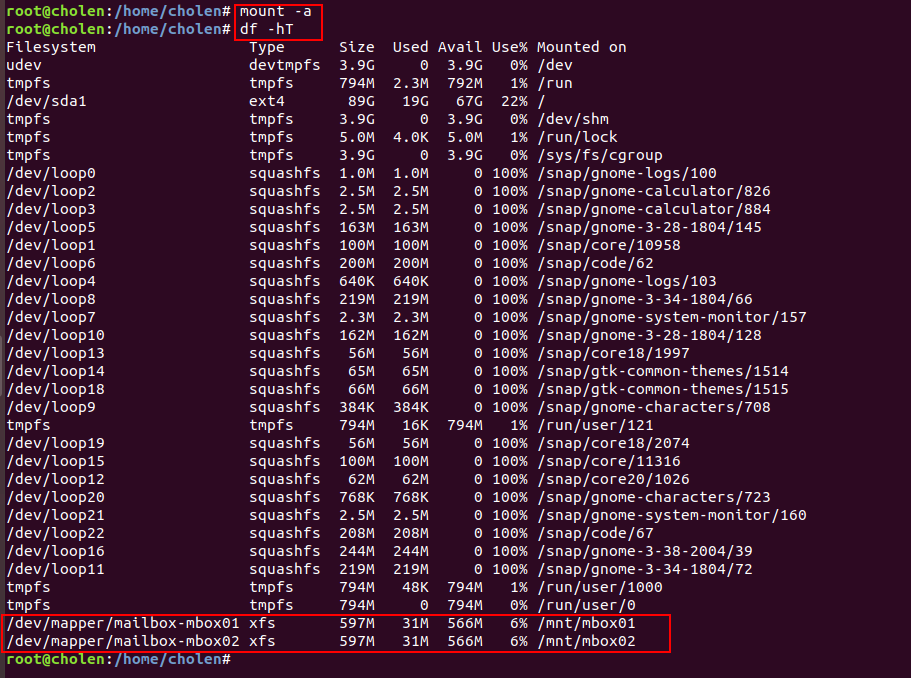 root@cholen:/home/cholen# mount -a
root@cholen:/home/cholen# df -hT
Filesystem Type Size Used Avail Use% Mounted on
udev devtmpfs 3.9G 0 3.9G 0% /dev
tmpfs tmpfs 794M 2.3M 792M 1% /run
/dev/sda1 ext4 89G 19G 67G 22% /
tmpfs tmpfs 3.9G 0 3.9G 0% /dev/shm
tmpfs tmpfs 5.0M 4.0K 5.0M 1% /run/lock
tmpfs tmpfs 3.9G 0 3.9G 0% /sys/fs/cgroup
/dev/loop0 squashfs 1.0M 1.0M 0 100% /snap/gnome-logs/100
/dev/loop2 squashfs 2.5M 2.5M 0 100% /snap/gnome-calculator/826
/dev/loop3 squashfs 2.5M 2.5M 0 100% /snap/gnome-calculator/884
/dev/loop5 squashfs 163M 163M 0 100% /snap/gnome-3-28-1804/145
/dev/loop1 squashfs 100M 100M 0 100% /snap/core/10958
/dev/loop6 squashfs 200M 200M 0 100% /snap/code/62
/dev/loop4 squashfs 640K 640K 0 100% /snap/gnome-logs/103
/dev/loop8 squashfs 219M 219M 0 100% /snap/gnome-3-34-1804/66
/dev/loop7 squashfs 2.3M 2.3M 0 100% /snap/gnome-system-monitor/157
/dev/loop10 squashfs 162M 162M 0 100% /snap/gnome-3-28-1804/128
/dev/loop13 squashfs 56M 56M 0 100% /snap/core18/1997
/dev/loop14 squashfs 65M 65M 0 100% /snap/gtk-common-themes/1514
/dev/loop18 squashfs 66M 66M 0 100% /snap/gtk-common-themes/1515
/dev/loop9 squashfs 384K 384K 0 100% /snap/gnome-characters/708
tmpfs tmpfs 794M 16K 794M 1% /run/user/121
/dev/loop19 squashfs 56M 56M 0 100% /snap/core18/2074
/dev/loop15 squashfs 100M 100M 0 100% /snap/core/11316
/dev/loop12 squashfs 62M 62M 0 100% /snap/core20/1026
/dev/loop20 squashfs 768K 768K 0 100% /snap/gnome-characters/723
/dev/loop21 squashfs 2.5M 2.5M 0 100% /snap/gnome-system-monitor/160
/dev/loop22 squashfs 208M 208M 0 100% /snap/code/67
/dev/loop16 squashfs 244M 244M 0 100% /snap/gnome-3-38-2004/39
/dev/loop11 squashfs 219M 219M 0 100% /snap/gnome-3-34-1804/72
tmpfs tmpfs 794M 48K 794M 1% /run/user/1000
tmpfs tmpfs 794M 0 794M 0% /run/user/0
/dev/mapper/mailbox-mbox01 xfs 597M 31M 566M 6% /mnt/mbox01
/dev/mapper/mailbox-mbox02 xfs 597M 31M 566M 6% /mnt/mbox02
root@cholen:/home/cholen#